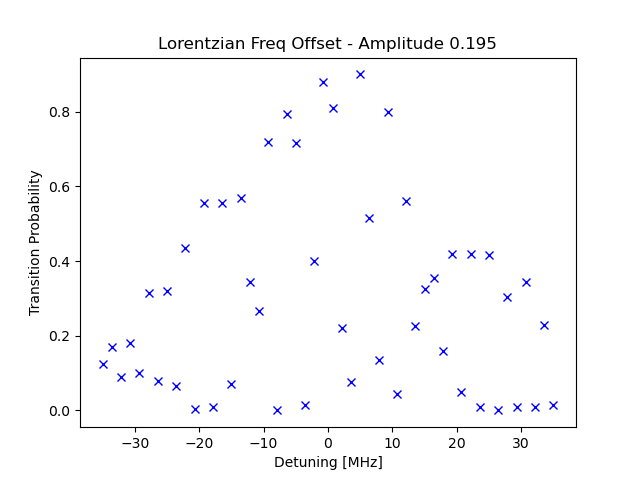 Lorentzian Freq Offset - Amplitude 0.195
Transition Probability
0.8
0.6
0.4
0.2
0.0
−30 −20 −10 0 10 20 30
Detuning [MHz]